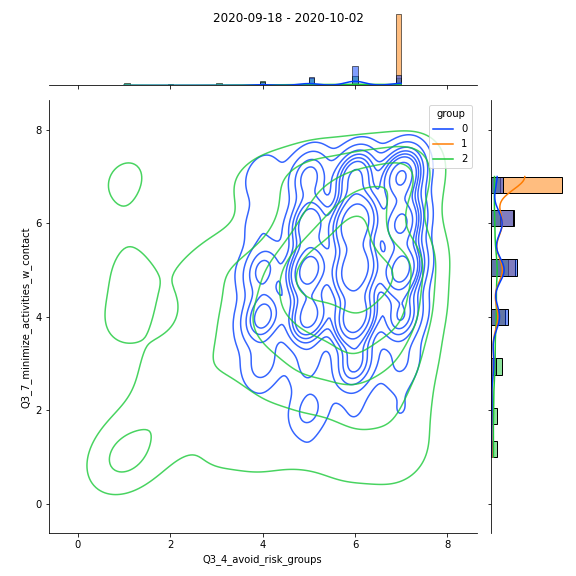 2020-09-18 - 2020-10-02
group
0
1
2
8
6
4
2
0
Q3_7_minimize_activities_w_contact
0 2 4 6 8
Q3_4_avoid_risk_groups